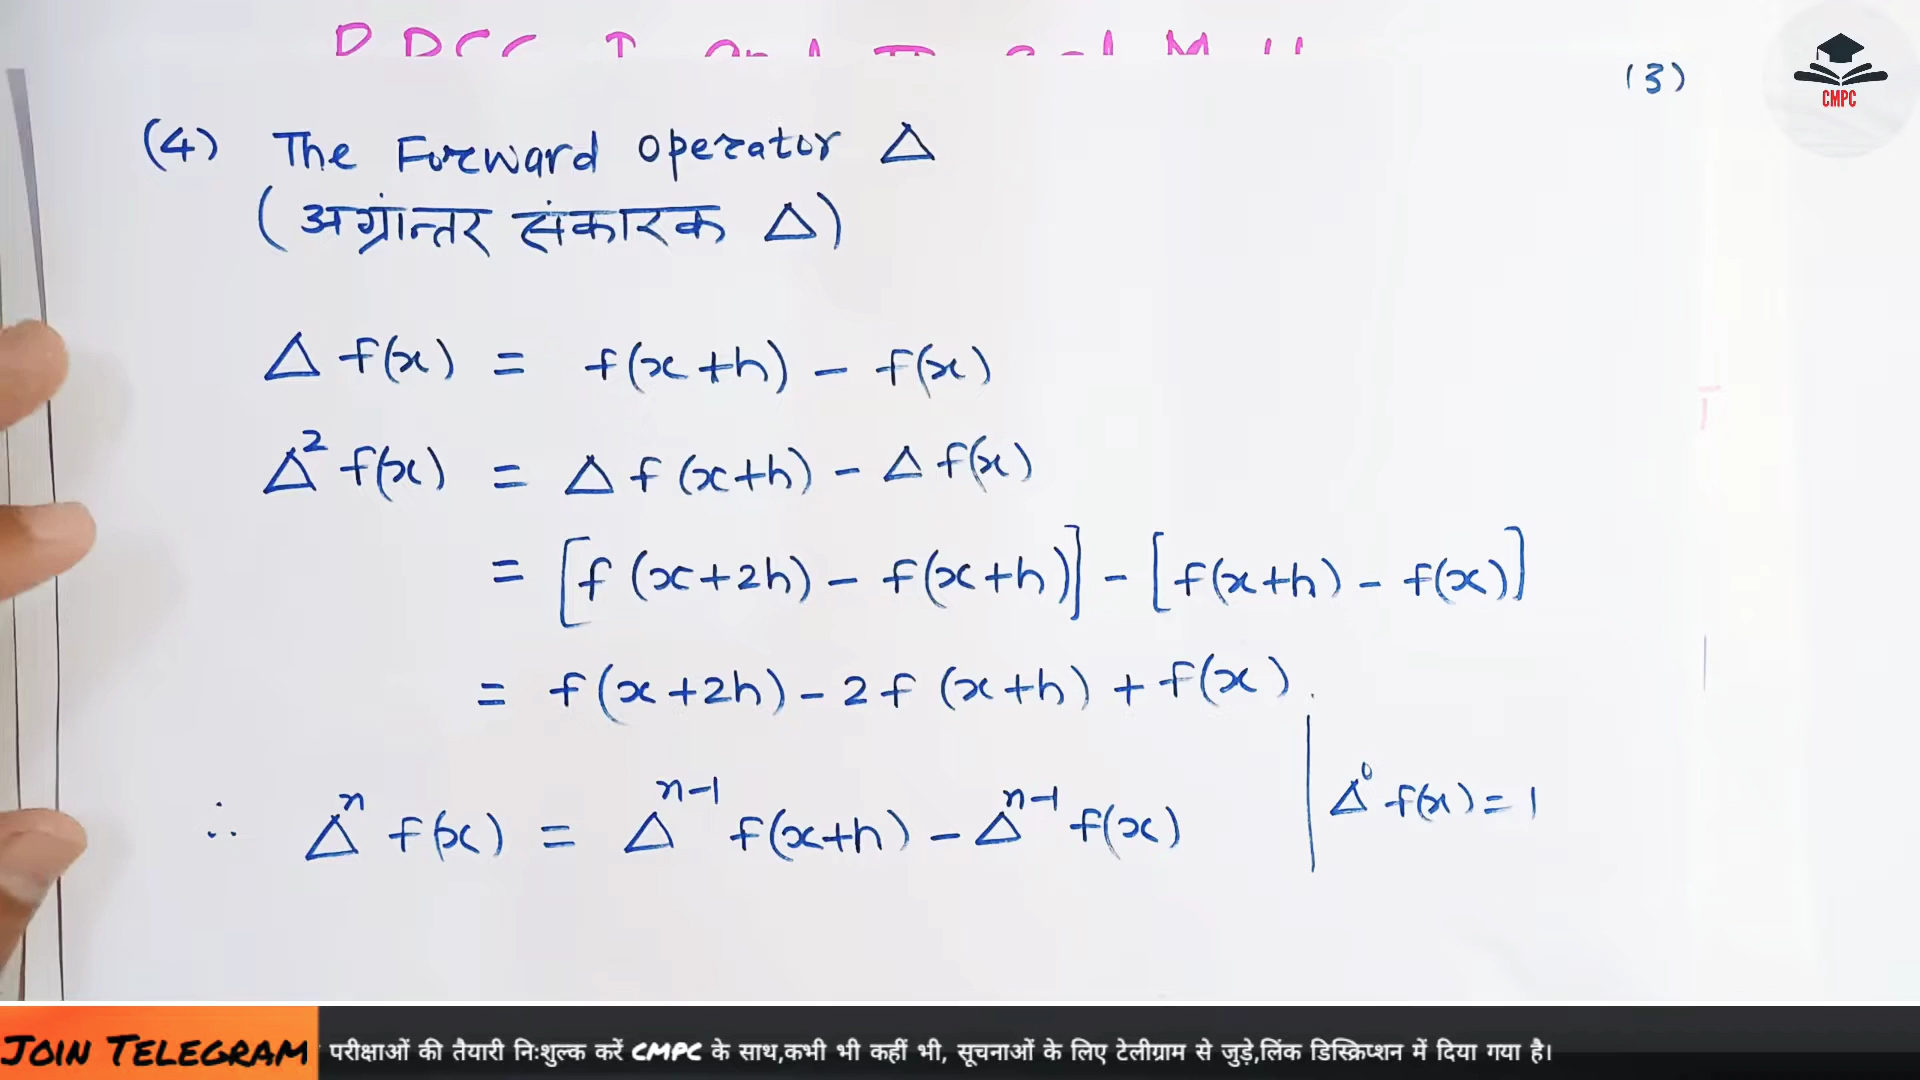 (3)
CMPC
(4) The Forward Operator Δ
(अग्रांन्तर संकारक Δ)
Δ f(x) = f(x+h) - f(x)
Δ² f(x) = Δ f(x+h) - Δ f(x)
= [f(x+2h) - f(x+h)] - [f(x+h) - f(x)]
= f(x+2h) - 2f(x+h) + f(x).
∴ Δⁿ f(x) = Δⁿ⁻¹ f(x+h) - Δⁿ⁻¹ f(x) | Δ⁰ f(x) = 1
JOIN TELEGRAM परीक्षाओं की तैयारी निःशुल्क करें CMPC के साथ,कभी भी कहीं भी, सूचनाओं के लिए टेलीग्राम से जुड़े,लिंक डिस्क्रिप्शन में दिया गया है।